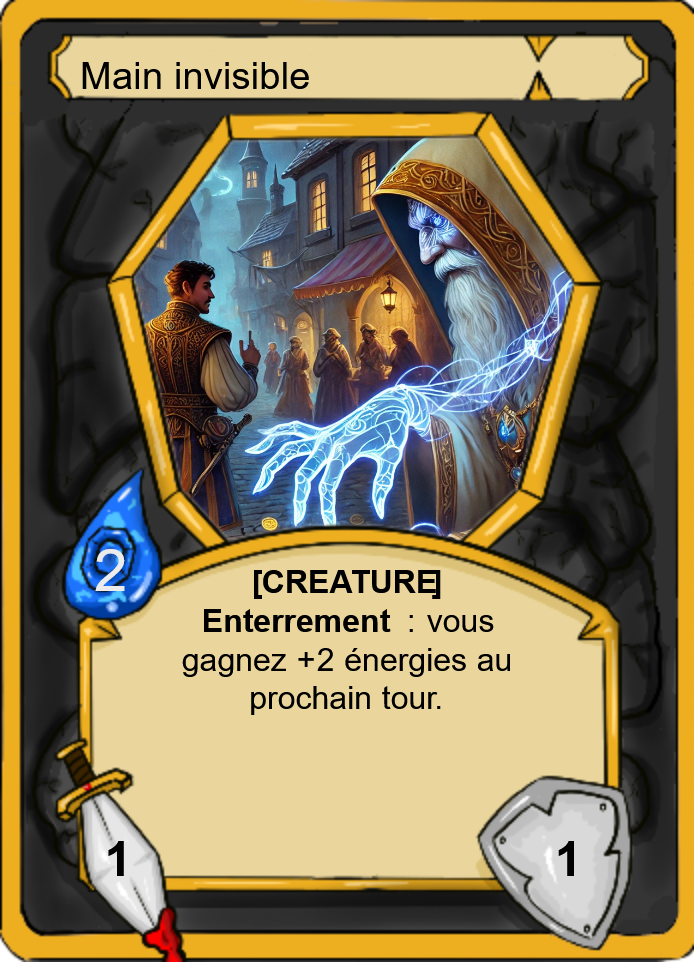 Main invisible
2
[CREATURE]
Enterrement : vous
gagnez +2 énergies au
prochain tour.
1
1